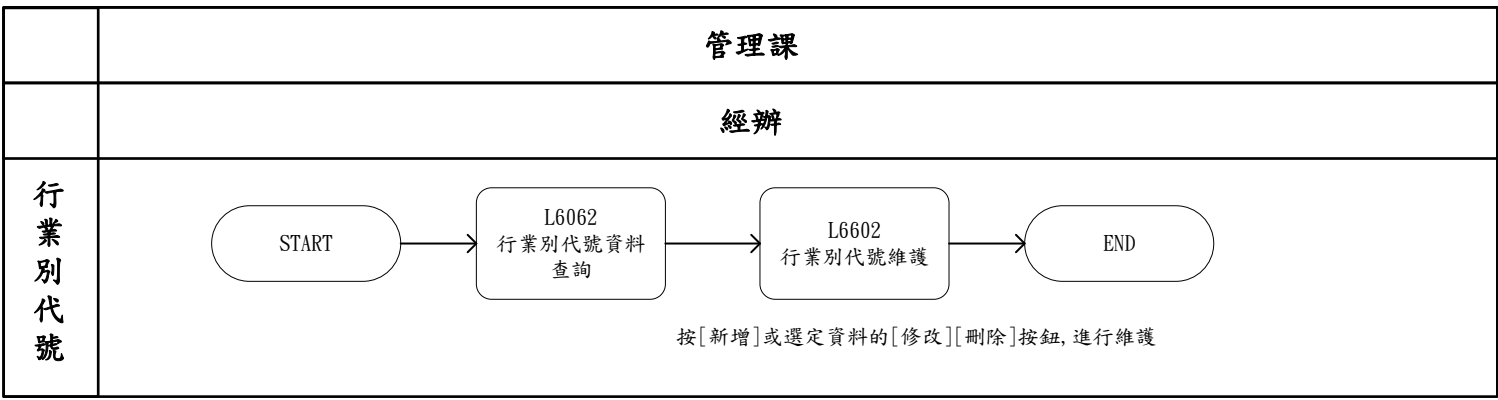 管理課
經辦
行業別代號
START
L6062
行業別代號資料
查詢
L6602
行業別代號維護
END
按[新增]或選定資料的[修改][刪除]按鈕,進行維護